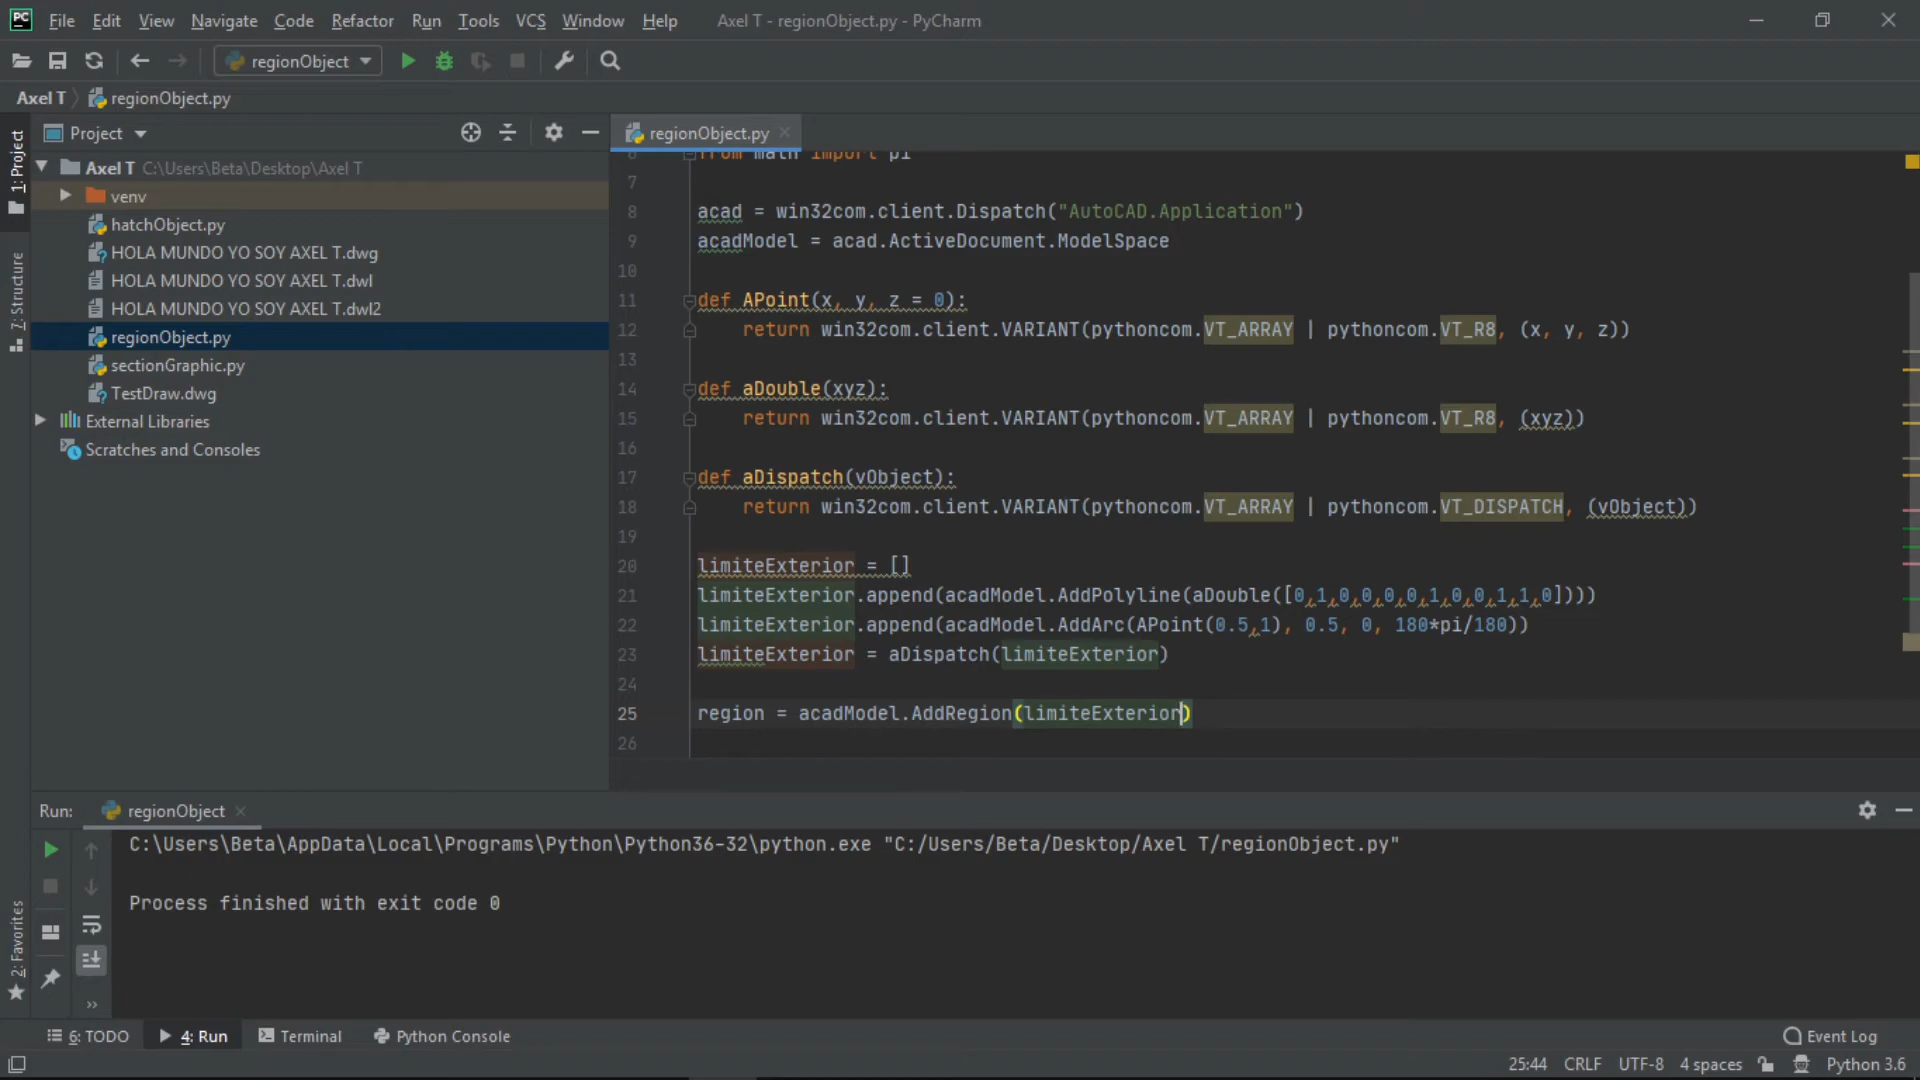 PC File Edit View Navigate Code Refactor Run Tools VCS Window Help Axel T - regionObject.py - PyCharm
regionObject
Axel T regionObject.py
Project
regionObject.py
Axel T C:\Users\Beta\Desktop\Axel T
venv
hatchObject.py
HOLA MUNDO YO SOY AXEL T.dwg
HOLA MUNDO YO SOY AXEL T.dwl
HOLA MUNDO YO SOY AXEL T.dwl2
regionObject.py
sectionGraphic.py
TestDraw.dwg
External Libraries
Scratches and Consoles
1: Project
7: Structure
2: Favorites
6 from math import pi
7
8 acad = win32com.client.Dispatch("AutoCAD.Application")
9 acadModel = acad.ActiveDocument.ModelSpace
10
11 def APoint(x, y, z = 0):
12 return win32com.client.VARIANT(pythoncom.VT_ARRAY | pythoncom.VT_R8, (x, y, z))
13
14 def aDouble(xyz):
15 return win32com.client.VARIANT(pythoncom.VT_ARRAY | pythoncom.VT_R8, (xyz))
16
17 def aDispatch(vObject):
18 return win32com.client.VARIANT(pythoncom.VT_ARRAY | pythoncom.VT_DISPATCH, (vObject))
19
20 limiteExterior = []
21 limiteExterior.append(acadModel.AddPolyline(aDouble([0,1,0,0,0,0,1,0,0,1,1,0])))
22 limiteExterior.append(acadModel.AddArc(APoint(0.5,1), 0.5, 0, 180*pi/180))
23 limiteExterior = aDispatch(limiteExterior)
24
25 region = acadModel.AddRegion(limiteExterior)
26
Run: regionObject
C:\Users\Beta\AppData\Local\Programs\Python\Python36-32\python.exe "C:/Users/Beta/Desktop/Axel T/regionObject.py"
Process finished with exit code 0
6: TODO 4: Run Terminal Python Console Event Log
25:44 CRLF UTF-8 4 spaces Python 3.6